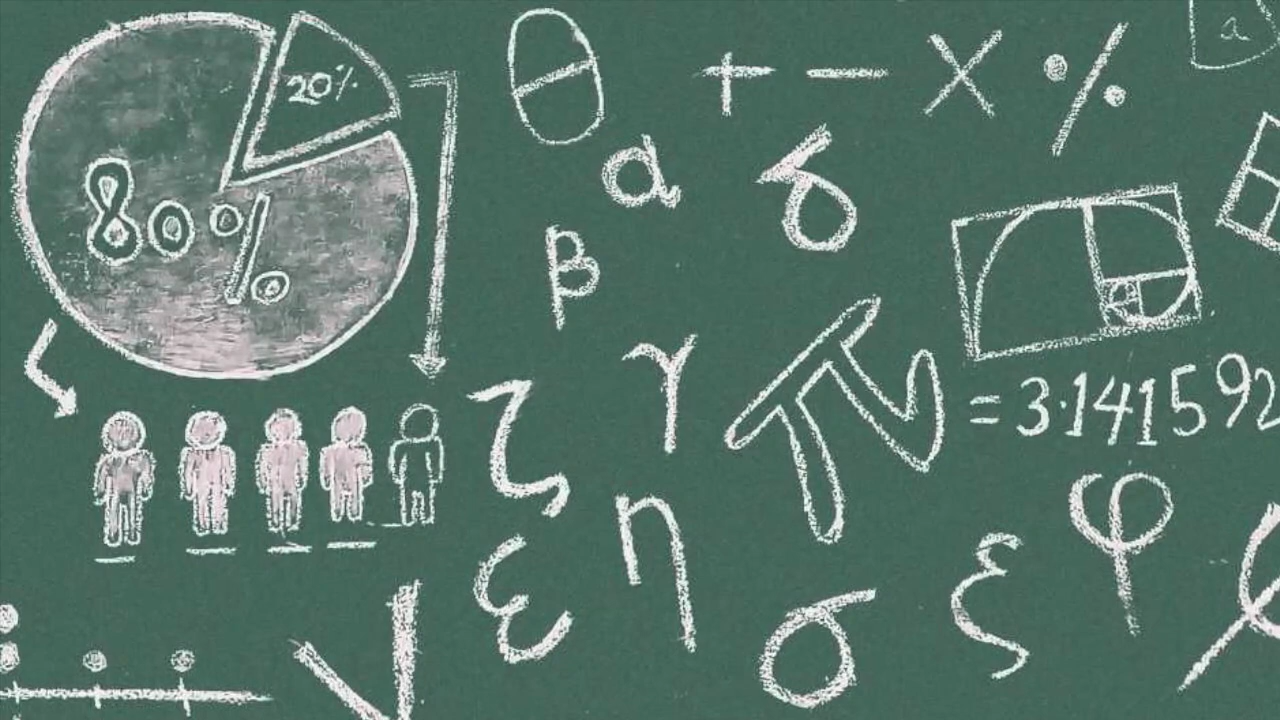 20%
80%
θ
+ − × %
a
α
δ
β
γ
π = 3.141592
ζ
η
φ
ε
ξ
σ